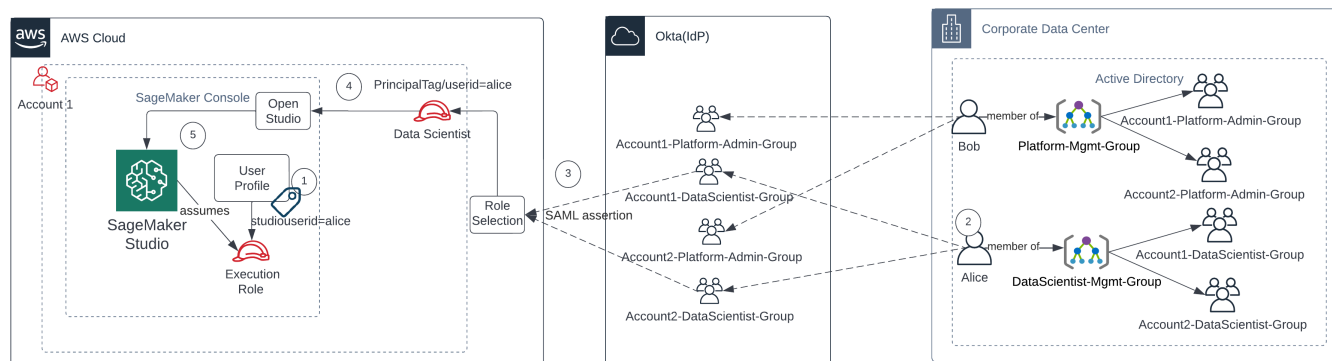 aws
AWS Cloud
Account 1
SageMaker Console
Open
Studio
4
PrincipalTag/userid=alice
Data Scientist
5
User
Profile
1
studiouserid=alice
SageMaker
Studio
assumes
Execution
Role
Role
Selection
3
SAML assertion
Okta(IdP)
Account1-Platform-Admin-Group
Account1-DataScientist-Group
Account2-Platform-Admin-Group
Account2-DataScientist-Group
Corporate Data Center
Active Directory
Bob
member of
Platform-Mgmt-Group
Account1-Platform-Admin-Group
Account2-Platform-Admin-Group
2
Alice
member of
DataScientist-Mgmt-Group
Account1-DataScientist-Group
Account2-DataScientist-Group